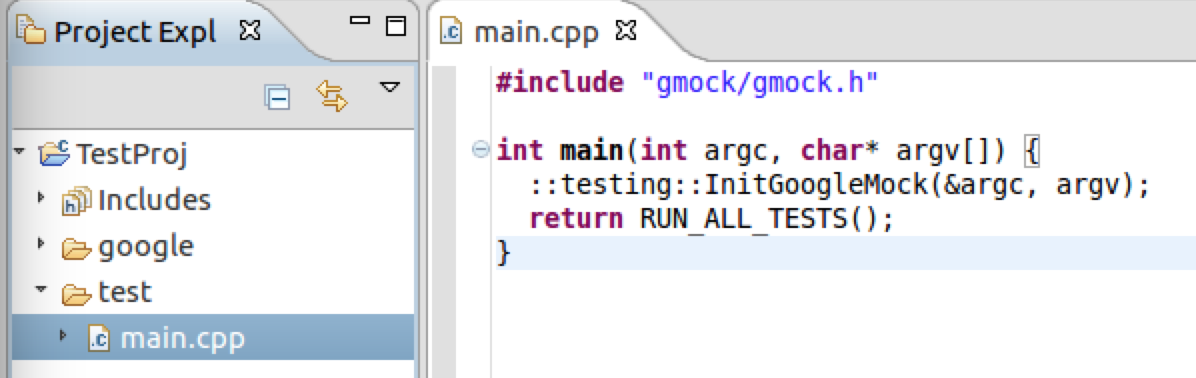 Project Expl
TestProj
Includes
google
test
main.cpp
main.cpp
#include "gmock/gmock.h"
int main(int argc, char* argv[]) {
  ::testing::InitGoogleMock(&argc, argv);
  return RUN_ALL_TESTS();
}